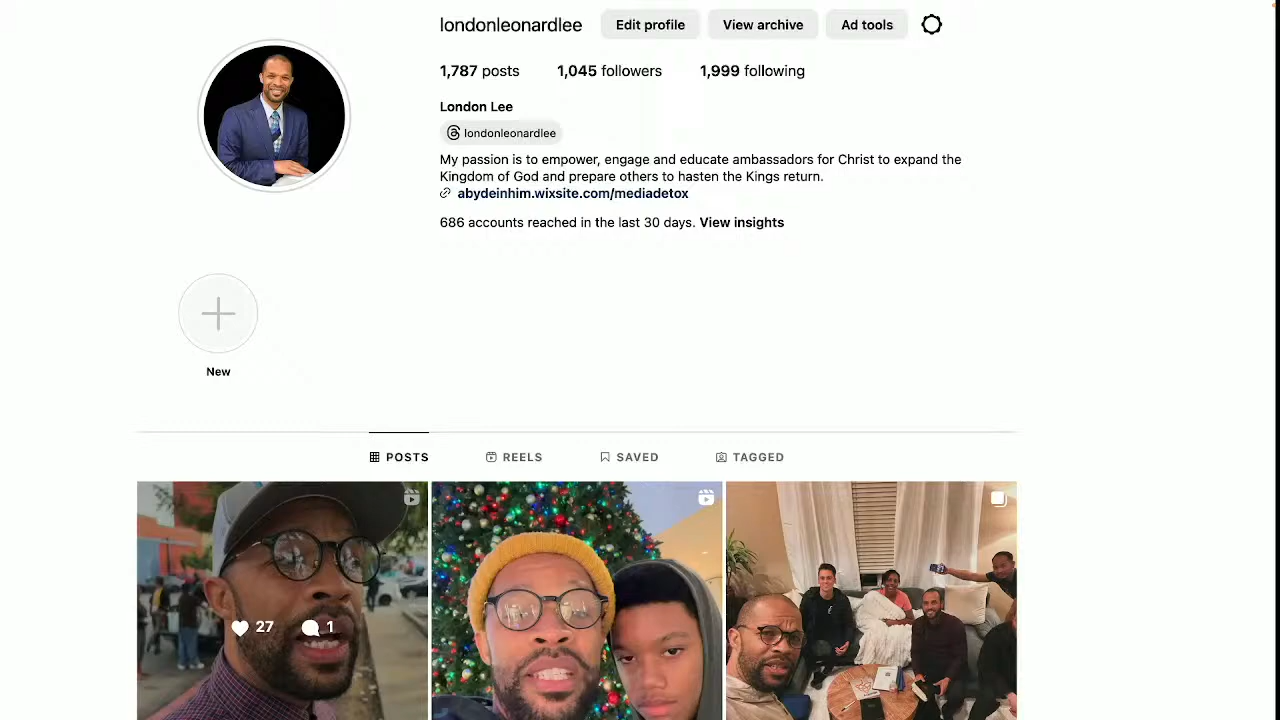 londonleonardlee Edit profile View archive Ad tools
1,787 posts 1,045 followers 1,999 following
London Lee
londonleonardlee
My passion is to empower, engage and educate ambassadors for Christ to expand the
Kingdom of God and prepare others to hasten the Kings return.
abydeinhim.wixsite.com/mediadetox
686 accounts reached in the last 30 days. View insights
New
POSTS REELS SAVED TAGGED
27 1